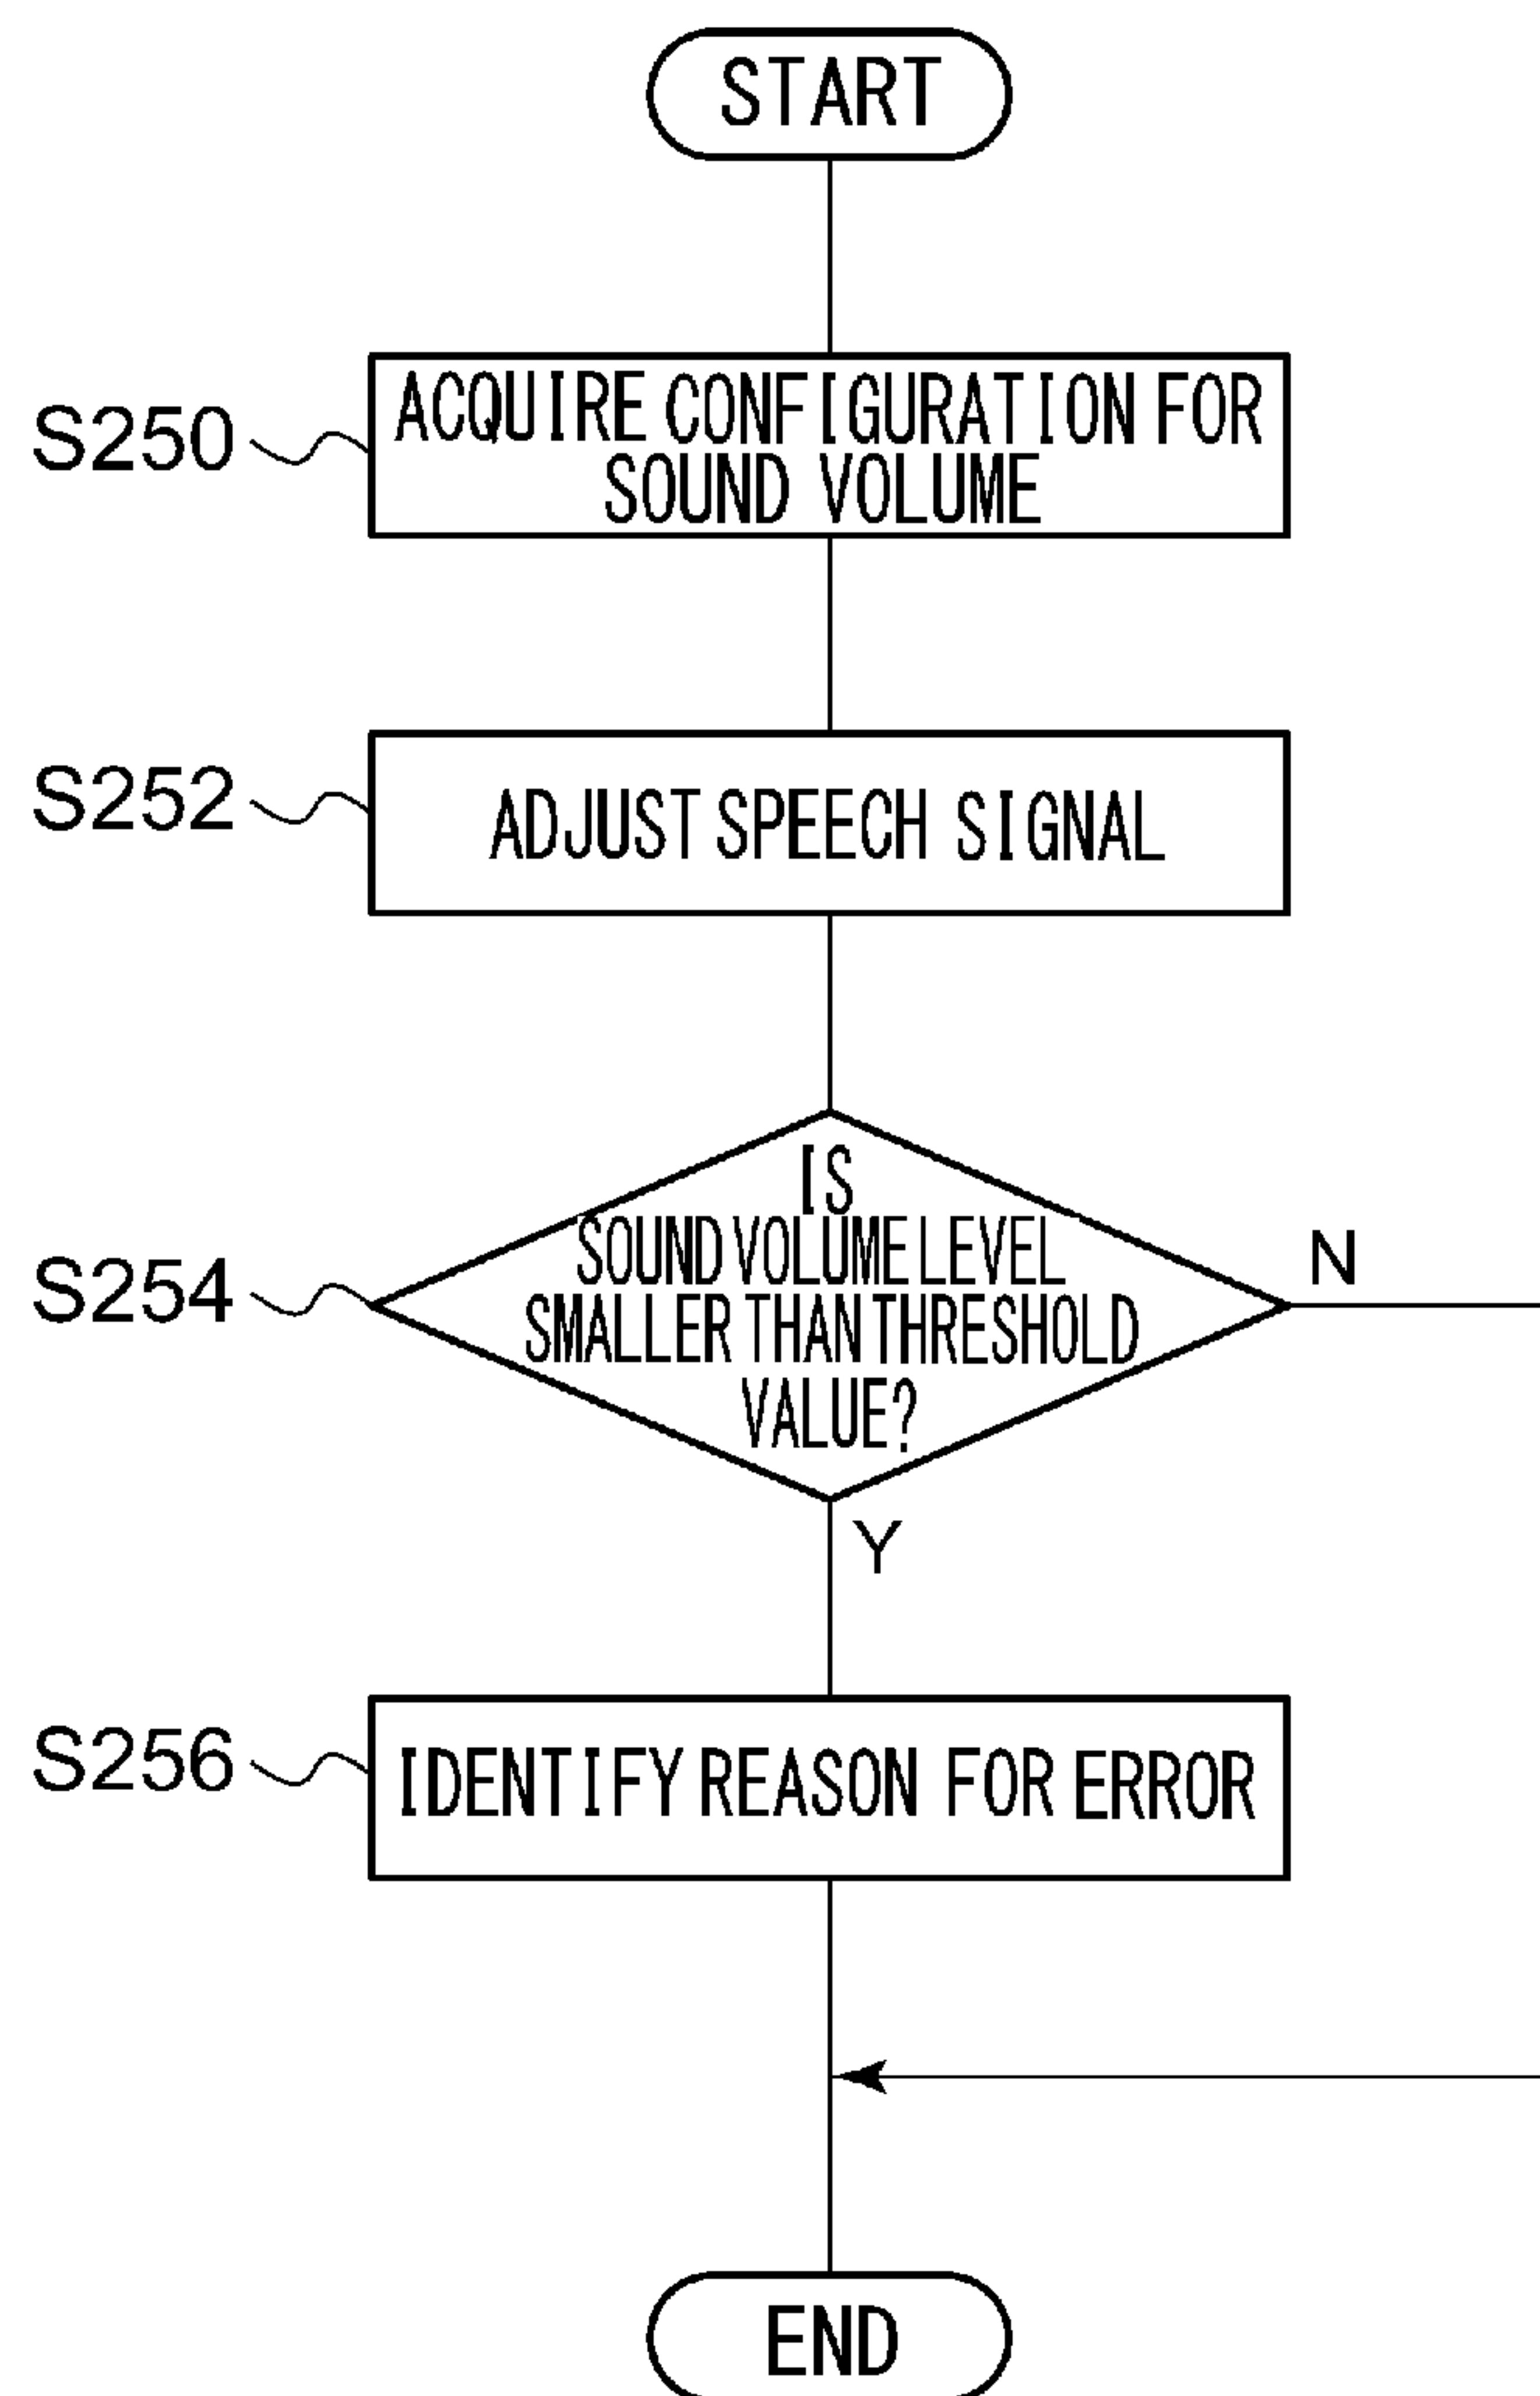 START
S250
ACQUIRE CONFIGURATION FOR
SOUND VOLUME
S252
ADJUST SPEECH SIGNAL
IS
SOUND VOLUME LEVEL
SMALLER THAN THRESHOLD
VALUE?
S254
N
Y
S256
IDENTIFY REASON FOR ERROR
END